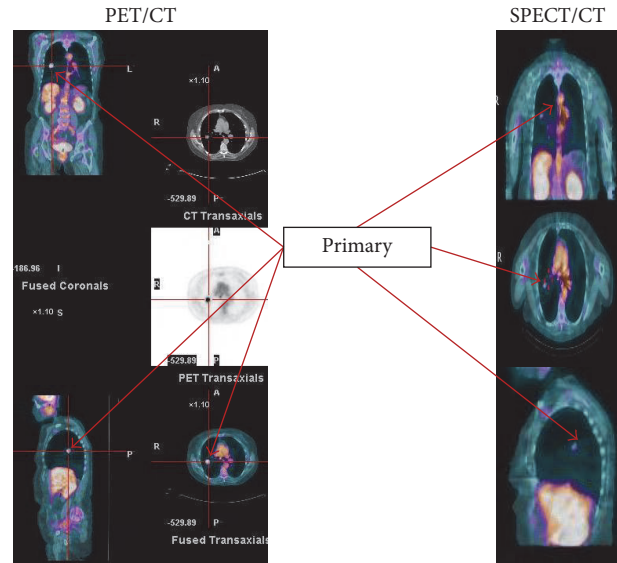 PET/CT
SPECT/CT
L
A
×1.10
R
-529.89 P
CT Transaxials
R
Primary
A
R
-186.96 I
Fused Coronals
×1.10 S
-529.89 P
PET Transaxials
R
A
×1.10
P
R
-529.89 P
Fused Transaxials